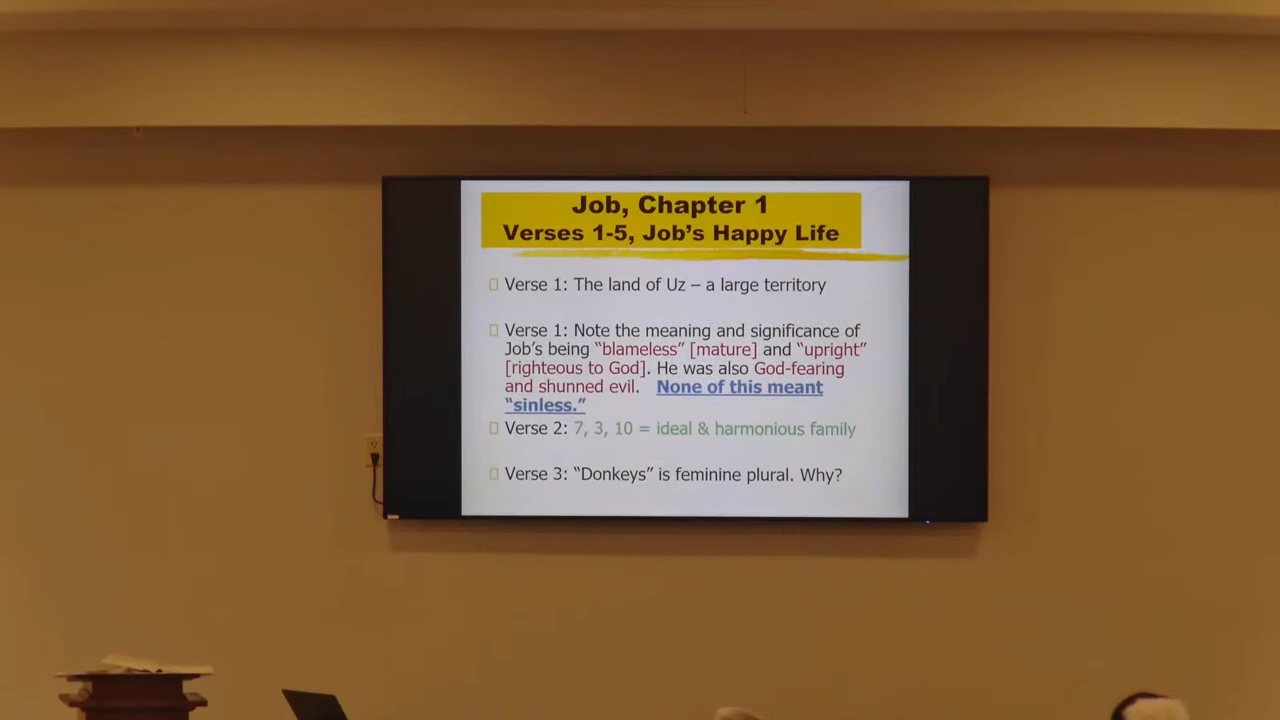 Job, Chapter 1
Verses 1-5, Job's Happy Life
Verse 1: The land of Uz – a large territory
Verse 1: Note the meaning and significance of
Job's being "blameless" [mature] and "upright"
[righteous to God]. He was also God-fearing
and shunned evil. None of this meant
"sinless."
Verse 2: 7, 3, 10 = ideal & harmonious family
Verse 3: "Donkeys" is feminine plural. Why?